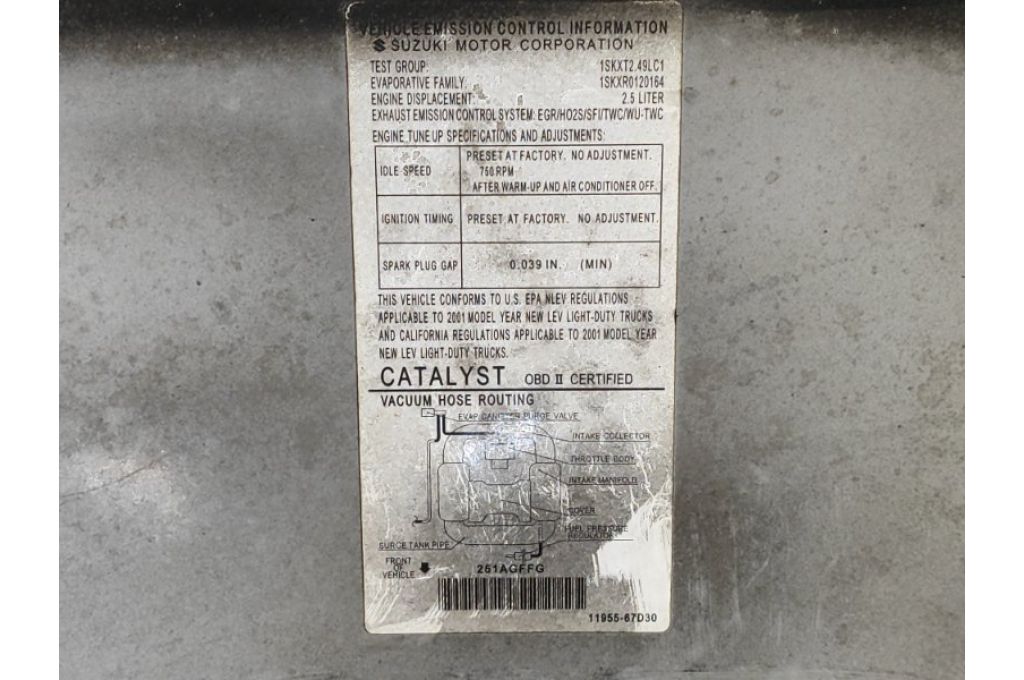 VEHICLE EMISSION CONTROL INFORMATION
SUZUKI MOTOR CORPORATION
TEST GROUP: 1SKXT2.49LC1
EVAPORATIVE FAMILY: 1SKXR0120164
ENGINE DISPLACEMENT: 2.5 LITER
EXHAUST EMISSION CONTROL SYSTEM: EGR/HO2S/SFI/TWC/WU-TWC
ENGINE TUNE UP SPECIFICATIONS AND ADJUSTMENTS:
PRESET AT FACTORY. NO ADJUSTMENT.
IDLE SPEED 750 RPM
AFTER WARM-UP AND AIR CONDITIONER OFF.
IGNITION TIMING PRESET AT FACTORY. NO ADJUSTMENT.
SPARK PLUG GAP 0.039 IN. (MIN)
THIS VEHICLE CONFORMS TO U.S. EPA NLEV REGULATIONS
APPLICABLE TO 2001 MODEL YEAR NEW LEV LIGHT-DUTY TRUCKS
AND CALIFORNIA REGULATIONS APPLICABLE TO 2001 MODEL YEAR
NEW LEV LIGHT-DUTY TRUCKS.
CATALYST OBD II CERTIFIED
VACUUM HOSE ROUTING
EVAP CANISTER PURGE VALVE
INTAKE COLLECTOR
THROTTLE BODY
INTAKE MANIFOLD
COVER
FUEL PRESSURE
REGULATOR
SURGE TANK PIPE
FRONT
OF
VEHICLE
261AGFFG
11955-67D30